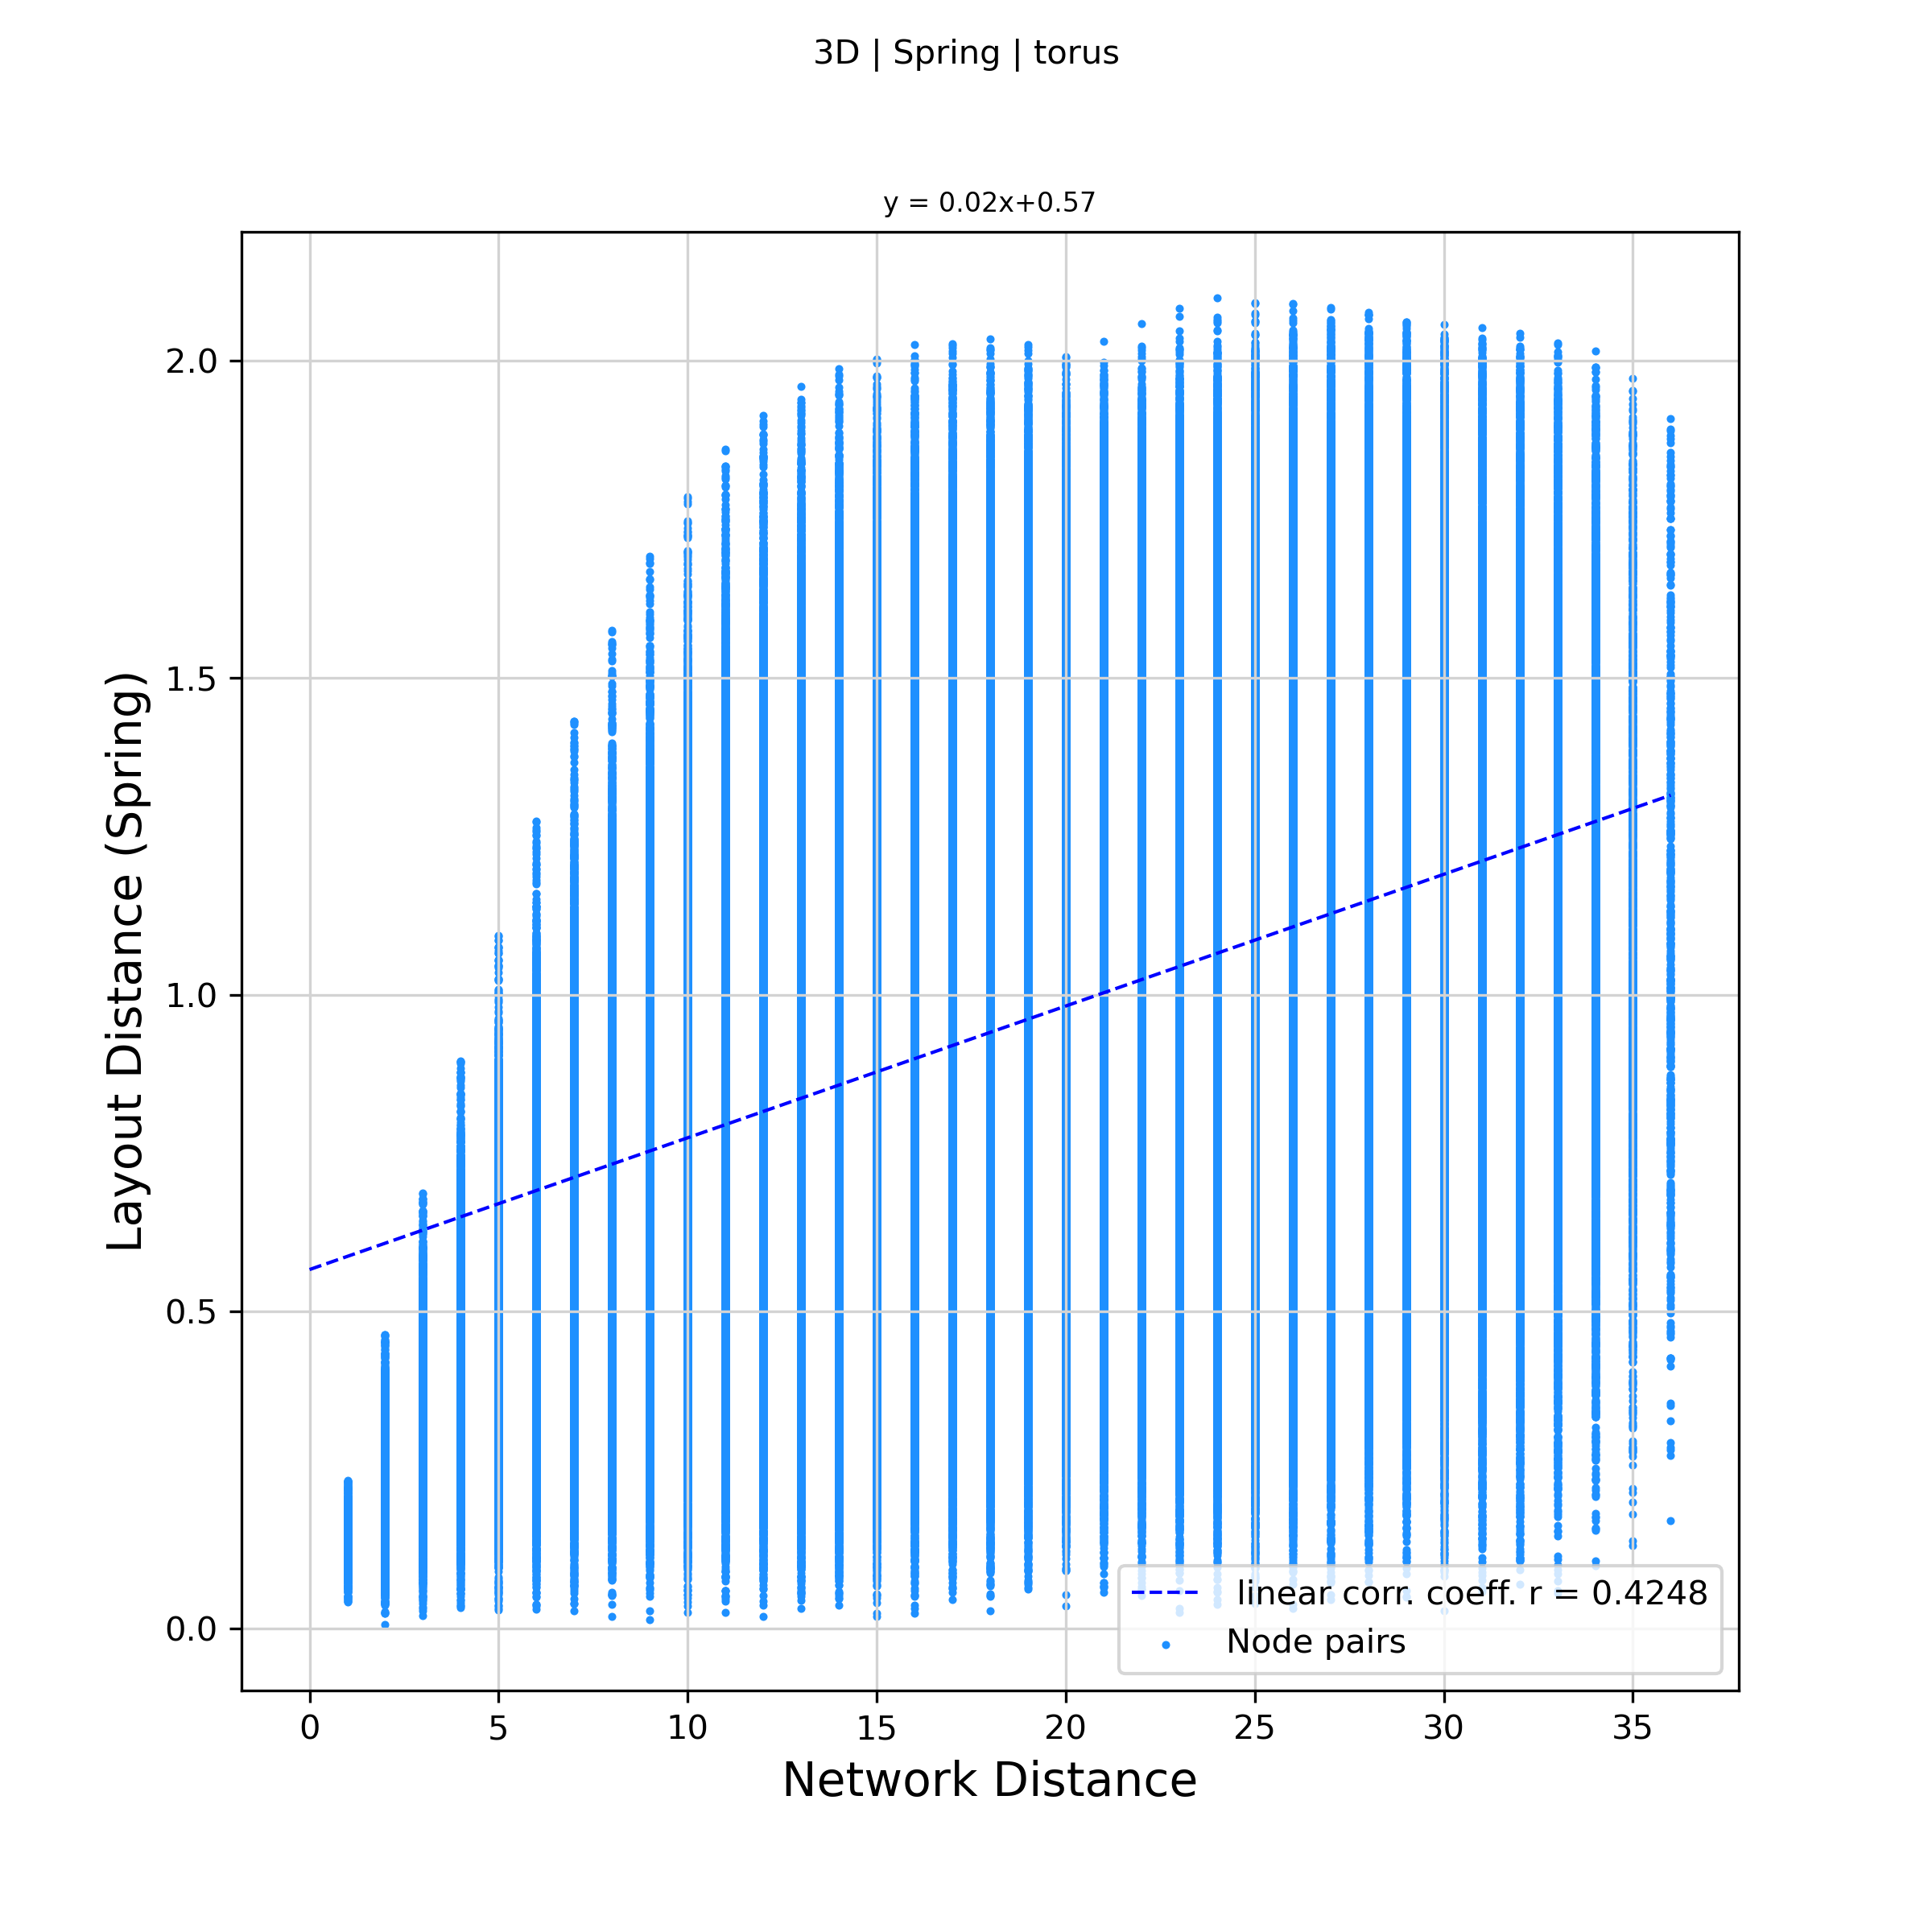 3D | Spring | torus
y = 0.02x+0.57
Layout Distance (Spring)
2.0
1.5
1.0
0.5
0.0
linear corr. coeff. r = 0.4248
Node pairs
0 5 10 15 20 25 30 35
Network Distance